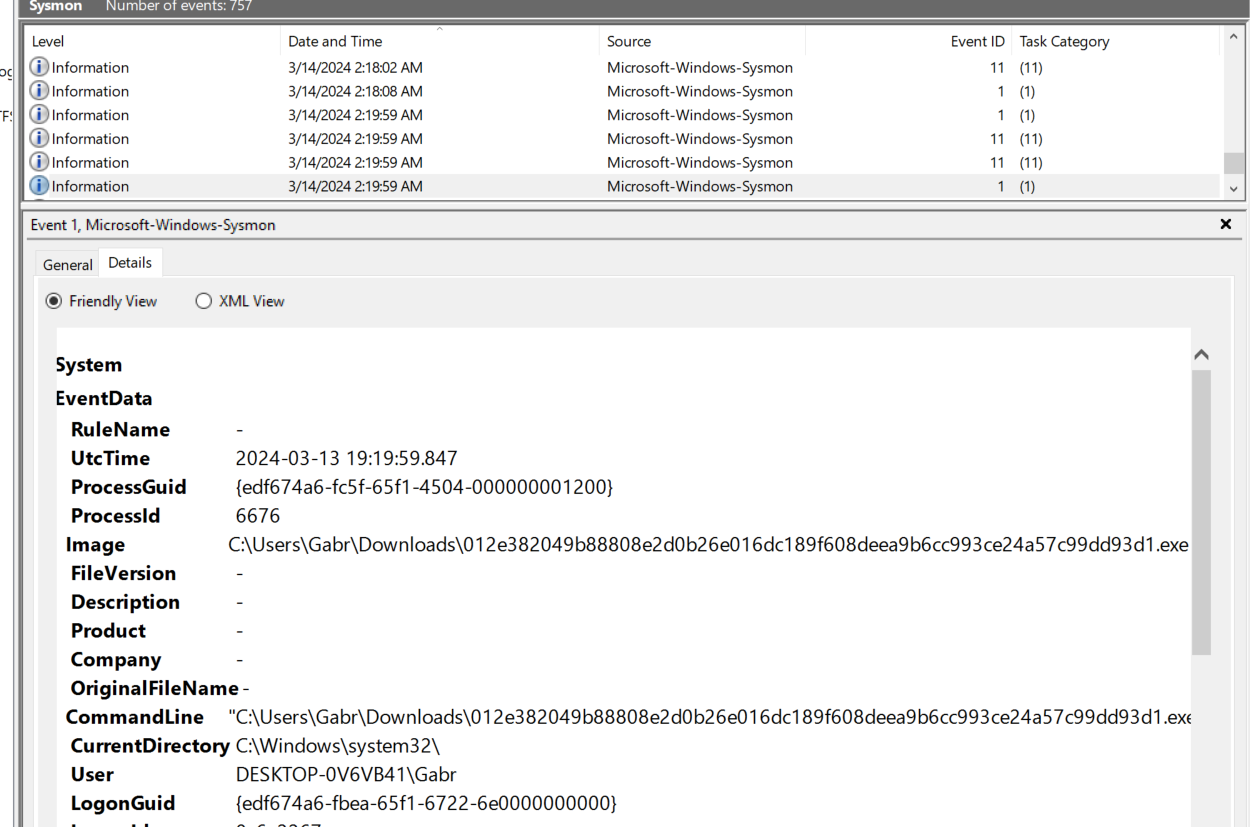 Sysmon Number of events: 757
Level Date and Time Source Event ID Task Category
Information 3/14/2024 2:18:02 AM Microsoft-Windows-Sysmon 11 (11)
Information 3/14/2024 2:18:08 AM Microsoft-Windows-Sysmon 1 (1)
Information 3/14/2024 2:19:59 AM Microsoft-Windows-Sysmon 1 (1)
Information 3/14/2024 2:19:59 AM Microsoft-Windows-Sysmon 11 (11)
Information 3/14/2024 2:19:59 AM Microsoft-Windows-Sysmon 11 (11)
Information 3/14/2024 2:19:59 AM Microsoft-Windows-Sysmon 1 (1)
Event 1, Microsoft-Windows-Sysmon
General Details
Friendly View XML View
System
EventData
RuleName -
UtcTime 2024-03-13 19:19:59.847
ProcessGuid {edf674a6-fc5f-65f1-4504-000000001200}
ProcessId 6676
Image C:\Users\Gabr\Downloads\012e382049b88808e2d0b26e016dc189f608deea9b6cc993ce24a57c99dd93d1.exe
FileVersion -
Description -
Product -
Company -
OriginalFileName -
CommandLine "C:\Users\Gabr\Downloads\012e382049b88808e2d0b26e016dc189f608deea9b6cc993ce24a57c99dd93d1.exe
CurrentDirectory C:\Windows\system32\
User DESKTOP-0V6VB41\Gabr
LogonGuid {edf674a6-fbea-65f1-6722-6e0000000000}